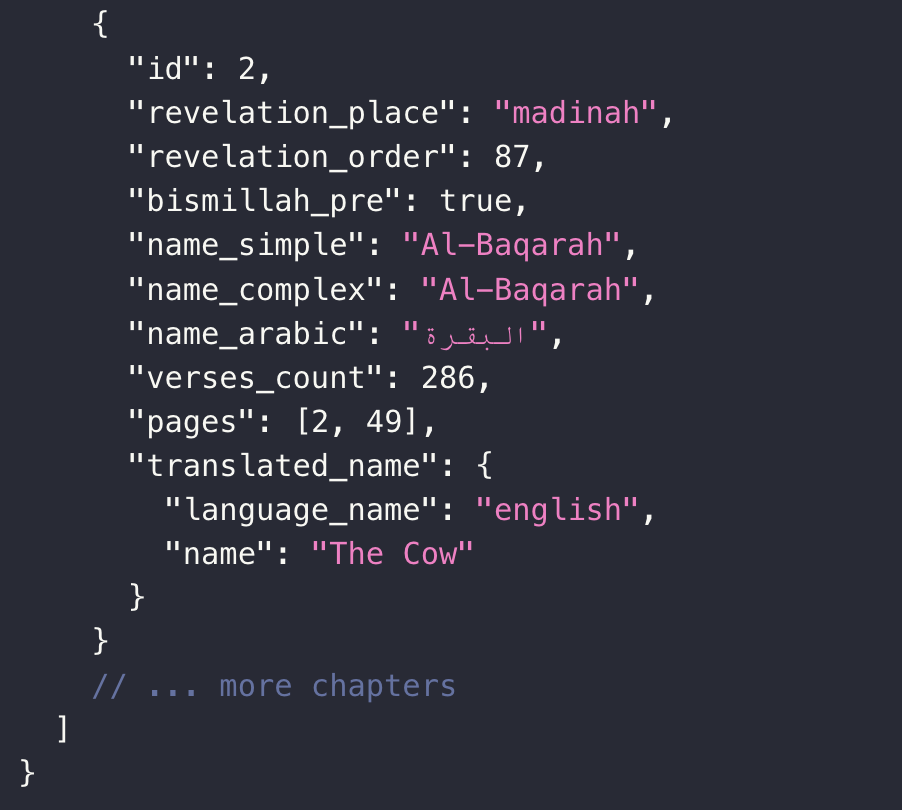 {
"id": 2,
"revelation_place": "madinah",
"revelation_order": 87,
"bismillah_pre": true,
"name_simple": "Al-Baqarah",
"name_complex": "Al-Baqarah",
"name_arabic": "البقرة",
"verses_count": 286,
"pages": [2, 49],
"translated_name": {
"language_name": "english",
"name": "The Cow"
}
}
// ... more chapters
]
}